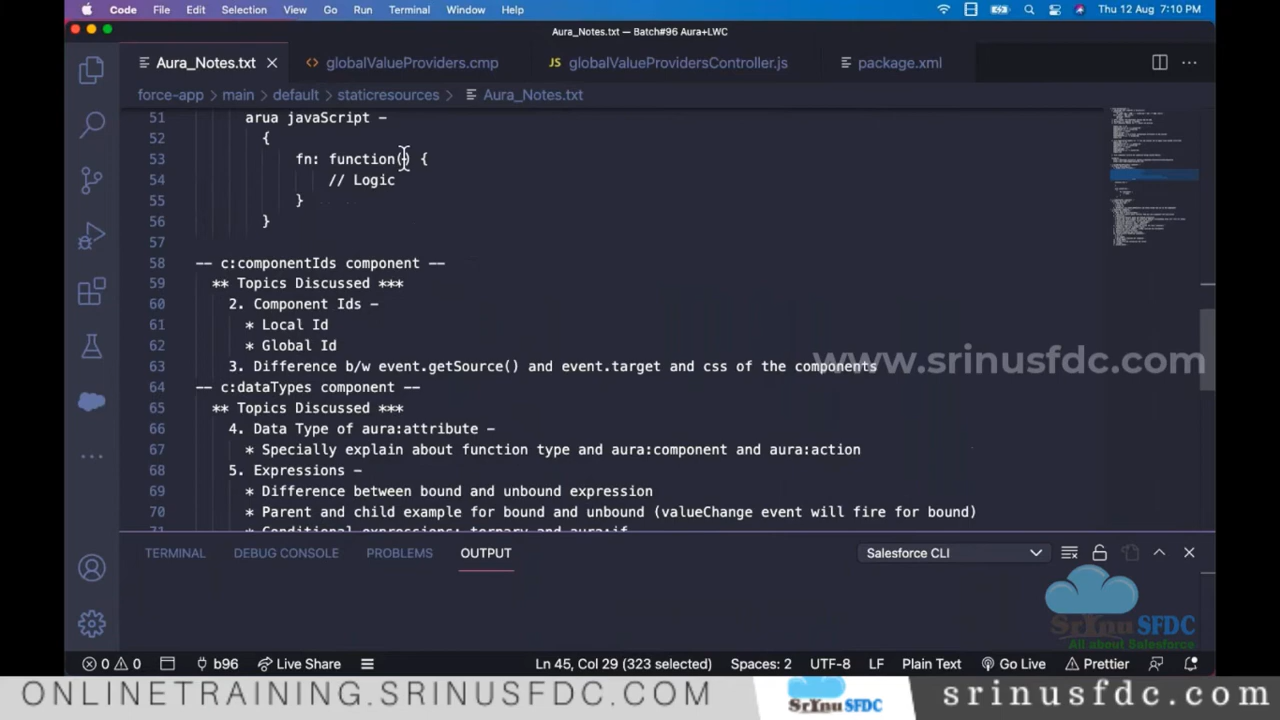 Code File Edit Selection View Go Run Terminal Window Help Thu 12 Aug 7:10 PM
Aura_Notes.txt — Batch#96 Aura+LWC
Aura_Notes.txt globalValueProviders.cmp JS globalValueProvidersController.js package.xml
force-app > main > default > staticresources > Aura_Notes.txt
51 arua javaScript -
52 {
53 fn: function() {
54 // Logic
55 }
56 }
57
58 -- c:componentIds component --
59 ** Topics Discussed ***
60 2. Component Ids -
61 * Local Id
62 * Global Id
63 3. Difference b/w event.getSource() and event.target and css of the components
64 -- c:dataTypes component --
65 ** Topics Discussed ***
66 4. Data Type of aura:attribute -
67 * Specially explain about function type and aura:component and aura:action
68 5. Expressions -
69 * Difference between bound and unbound expression
70 * Parent and child example for bound and unbound (valueChange event will fire for bound)
71 * Conditional expressions: ternary and aura:if
www.srinusfdc.com
TERMINAL DEBUG CONSOLE PROBLEMS OUTPUT Salesforce CLI
SrInu SFDC
All about Salesforce
0 0 b96 Live Share Ln 45, Col 29 (323 selected) Spaces: 2 UTF-8 LF Plain Text Go Live Prettier
ONLINETRAINING.SRINUSFDC.COM
SrInu SFDC
srinusfdc.com